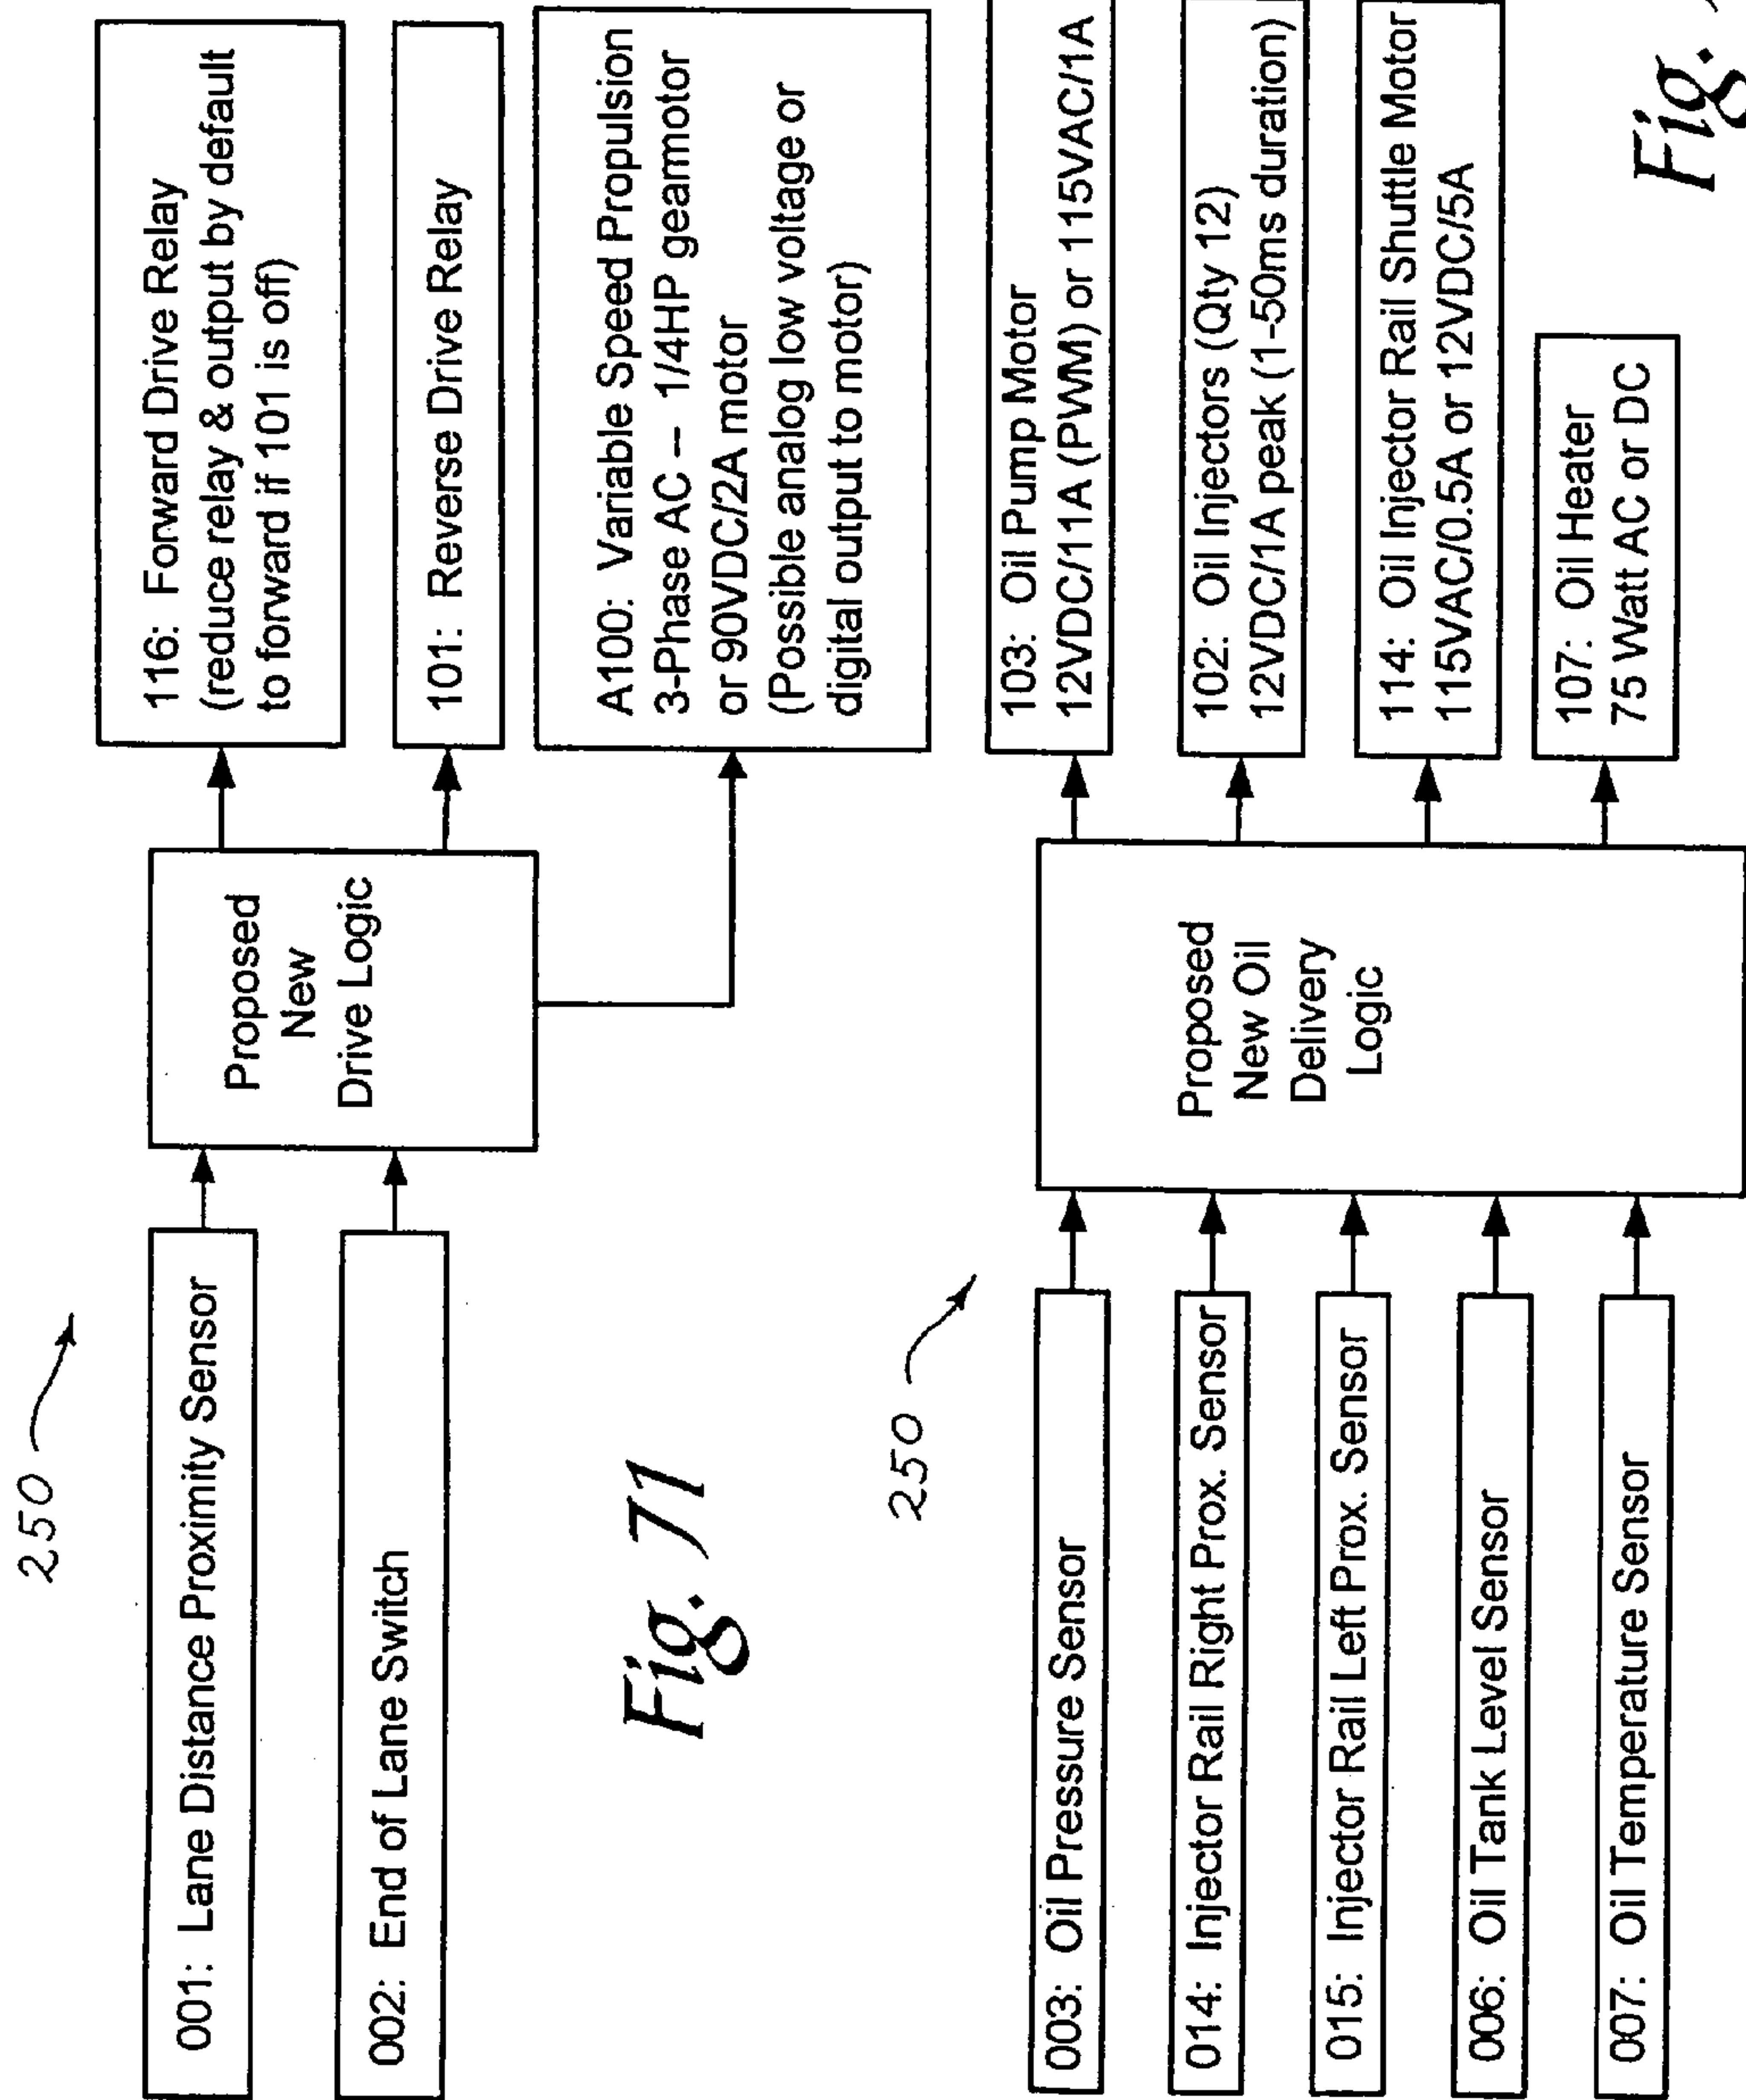 250
001: Lane Distance Proximity Sensor
002: End of Lane Switch
Proposed
New
Drive Logic
116: Forward Drive Relay
(reduce relay & output by default
to forward if 101 is off)
101: Reverse Drive Relay
A100: Variable Speed Propulsion
3-Phase AC -- 1/4HP gearmotor
or 90VDC/2A motor
(Possible analog low voltage or
digital output to motor)
Fig. 71
250
003: Oil Pressure Sensor
014: Injector Rail Right Prox. Sensor
015: Injector Rail Left Prox. Sensor
006: Oil Tank Level Sensor
007: Oil Temperature Sensor
Proposed
New Oil
Delivery
Logic
103: Oil Pump Motor
12VDC/11A (PWM) or 115VAC/1A
102: Oil Injectors (Qty 12)
12VDC/1A peak (1-50ms duration)
114: Oil Injector Rail Shuttle Motor
115VAC/0.5A or 12VDC/5A
107: Oil Heater
75 Watt AC or DC
Fig.